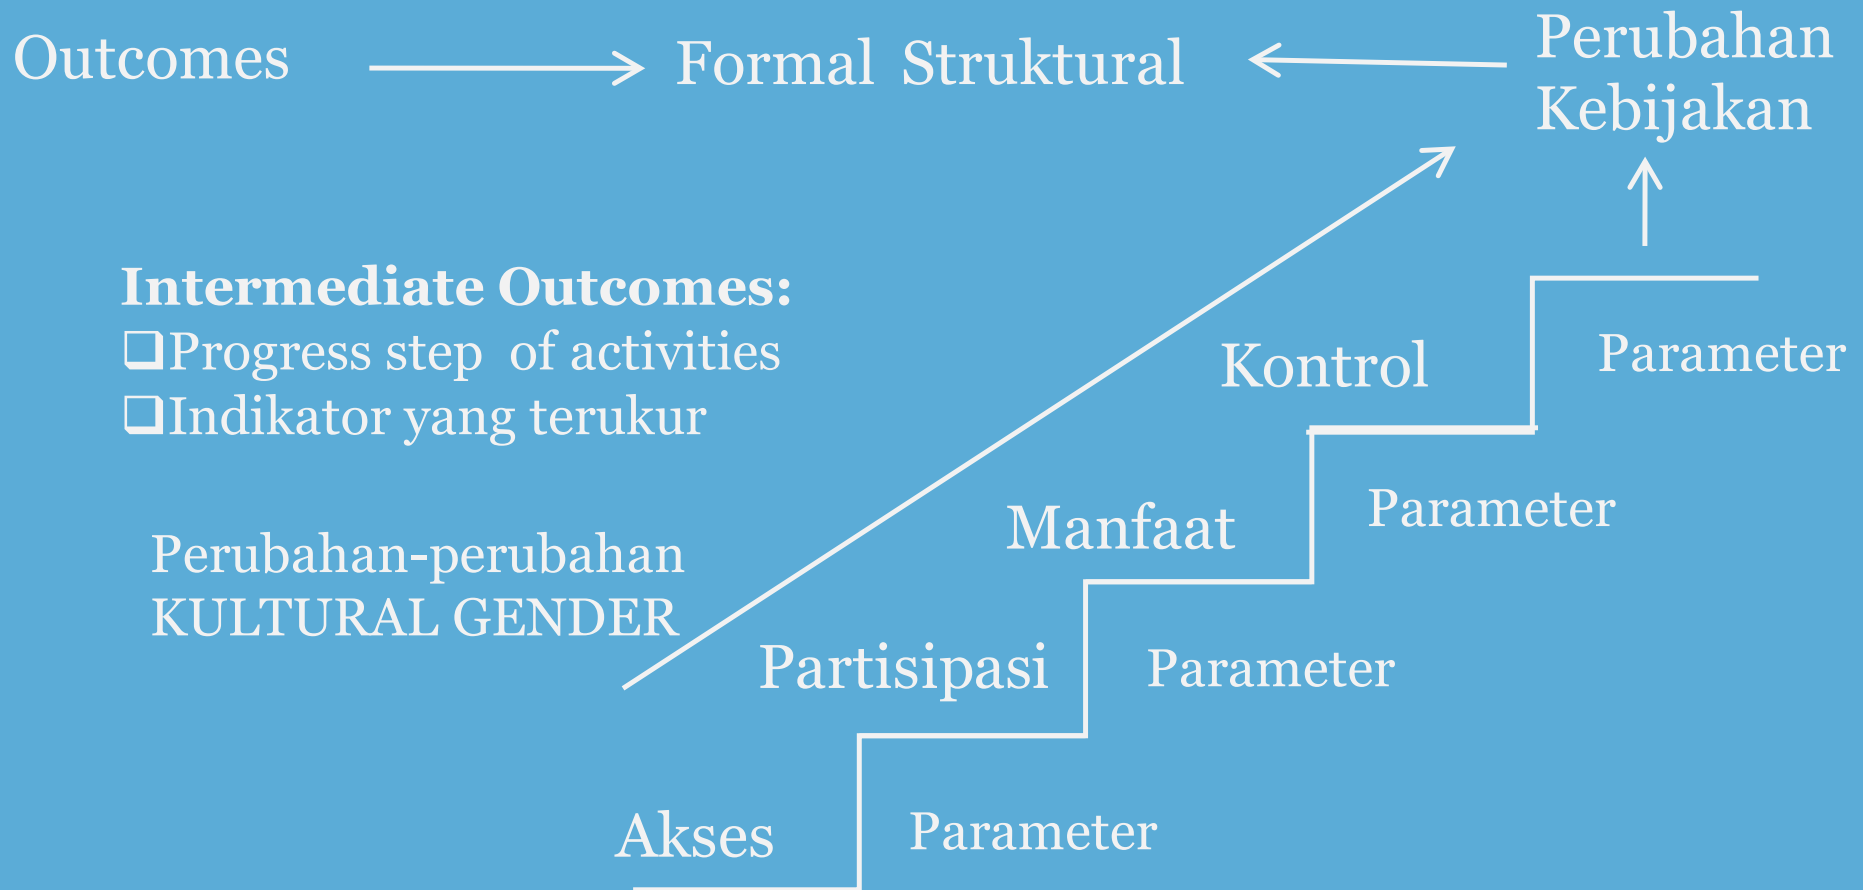 Outcomes
Formal Struktural
Perubahan
Kebijakan
Intermediate Outcomes:
❑Progress step of activities
❑Indikator yang terukur
Perubahan-perubahan
KULTURAL GENDER
Kontrol
Parameter
Manfaat
Parameter
Partisipasi
Parameter
Akses
Parameter